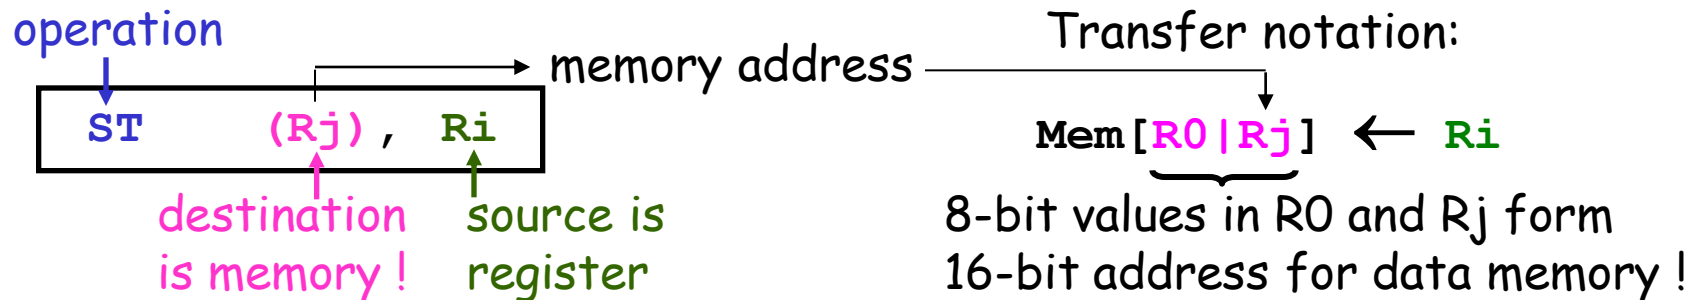 operation
Transfer notation:
memory address
ST (Rj), Ri
Mem[R0|Rj] ← Ri
destination
is memory !
source is
register
8-bit values in R0 and Rj form
16-bit address for data memory !